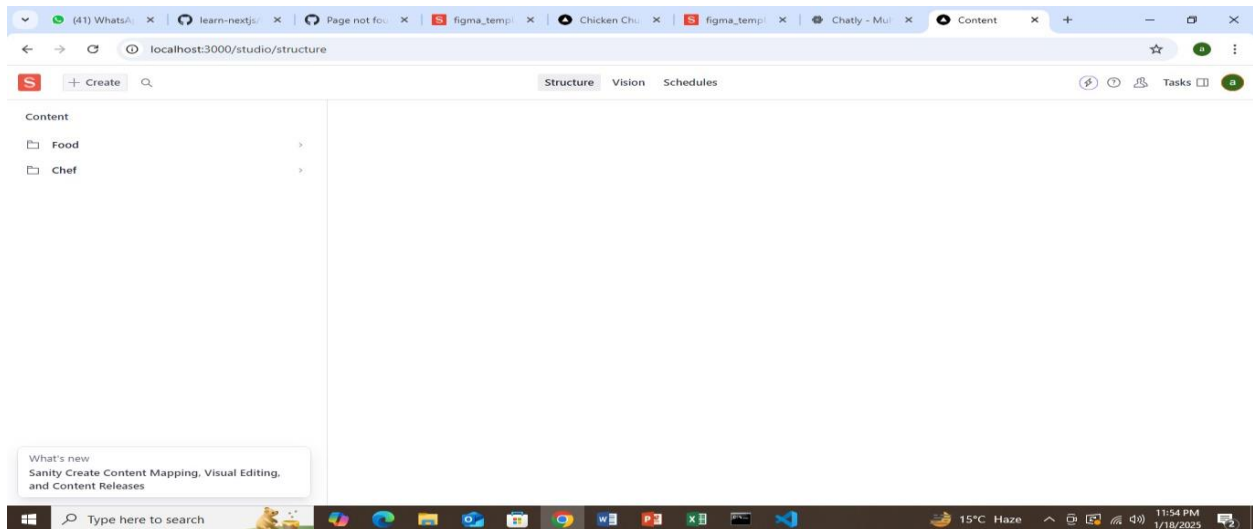 (41) WhatsA
learn-nextjs/
Page not fou
figma_templ
Chicken Chu
figma_templ
Chatly - Mul
Content
localhost:3000/studio/structure
a
S
+ Create
Structure
Vision
Schedules
Tasks
a
Content
Food
Chef
What's new
Sanity Create Content Mapping, Visual Editing,
and Content Releases
Type here to search
15°C Haze
11:54 PM
1/18/2025